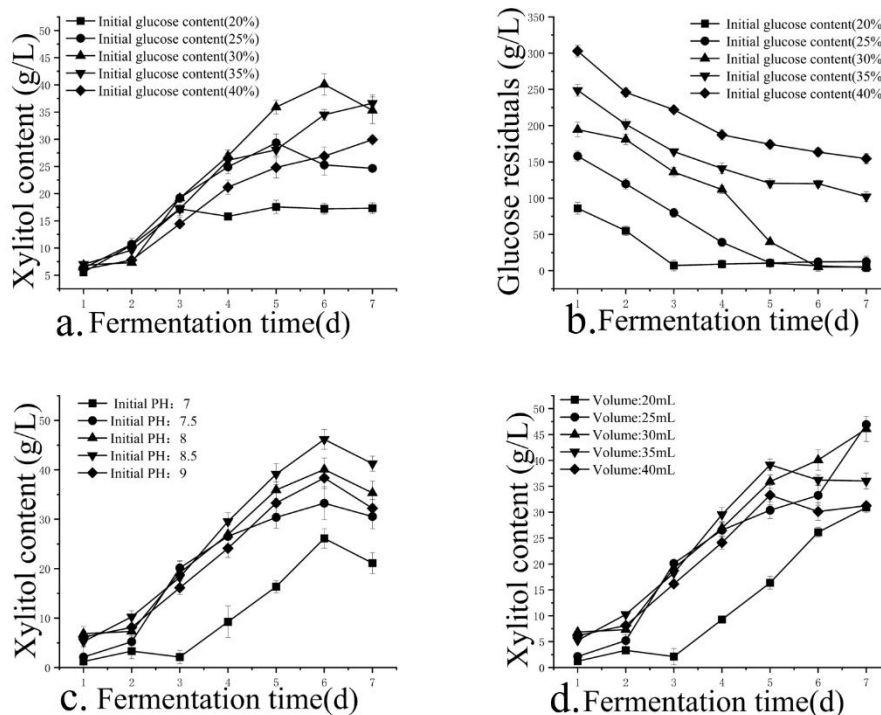 Xylitol content (g/L)
Initial glucose content(20%)
Initial glucose content(25%)
Initial glucose content(30%)
Initial glucose content(35%)
Initial glucose content(40%)
50
45
40
35
30
25
20
15
10
5
1 2 3 4 5 6 7
a. Fermentation time(d)
Glucose residuals (g/L)
Initial glucose content(20%)
Initial glucose content(25%)
Initial glucose content(30%)
Initial glucose content(35%)
Initial glucose content(40%)
350
300
250
200
150
100
50
0
1 2 3 4 5 6 7
b. Fermentation time(d)
Xylitol content (g/L)
Initial PH：7
Initial PH：7.5
Initial PH：8
Initial PH：8.5
Initial PH：9
50
40
30
20
10
0
1 2 3 4 5 6 7
c. Fermentation time(d)
Xylitol content (g/L)
Volume:20mL
Volume:25mL
Volume:30mL
Volume:35mL
Volume:40mL
50
45
40
35
30
25
20
15
10
5
0
1 2 3 4 5 6 7
d. Fermentation time(d)